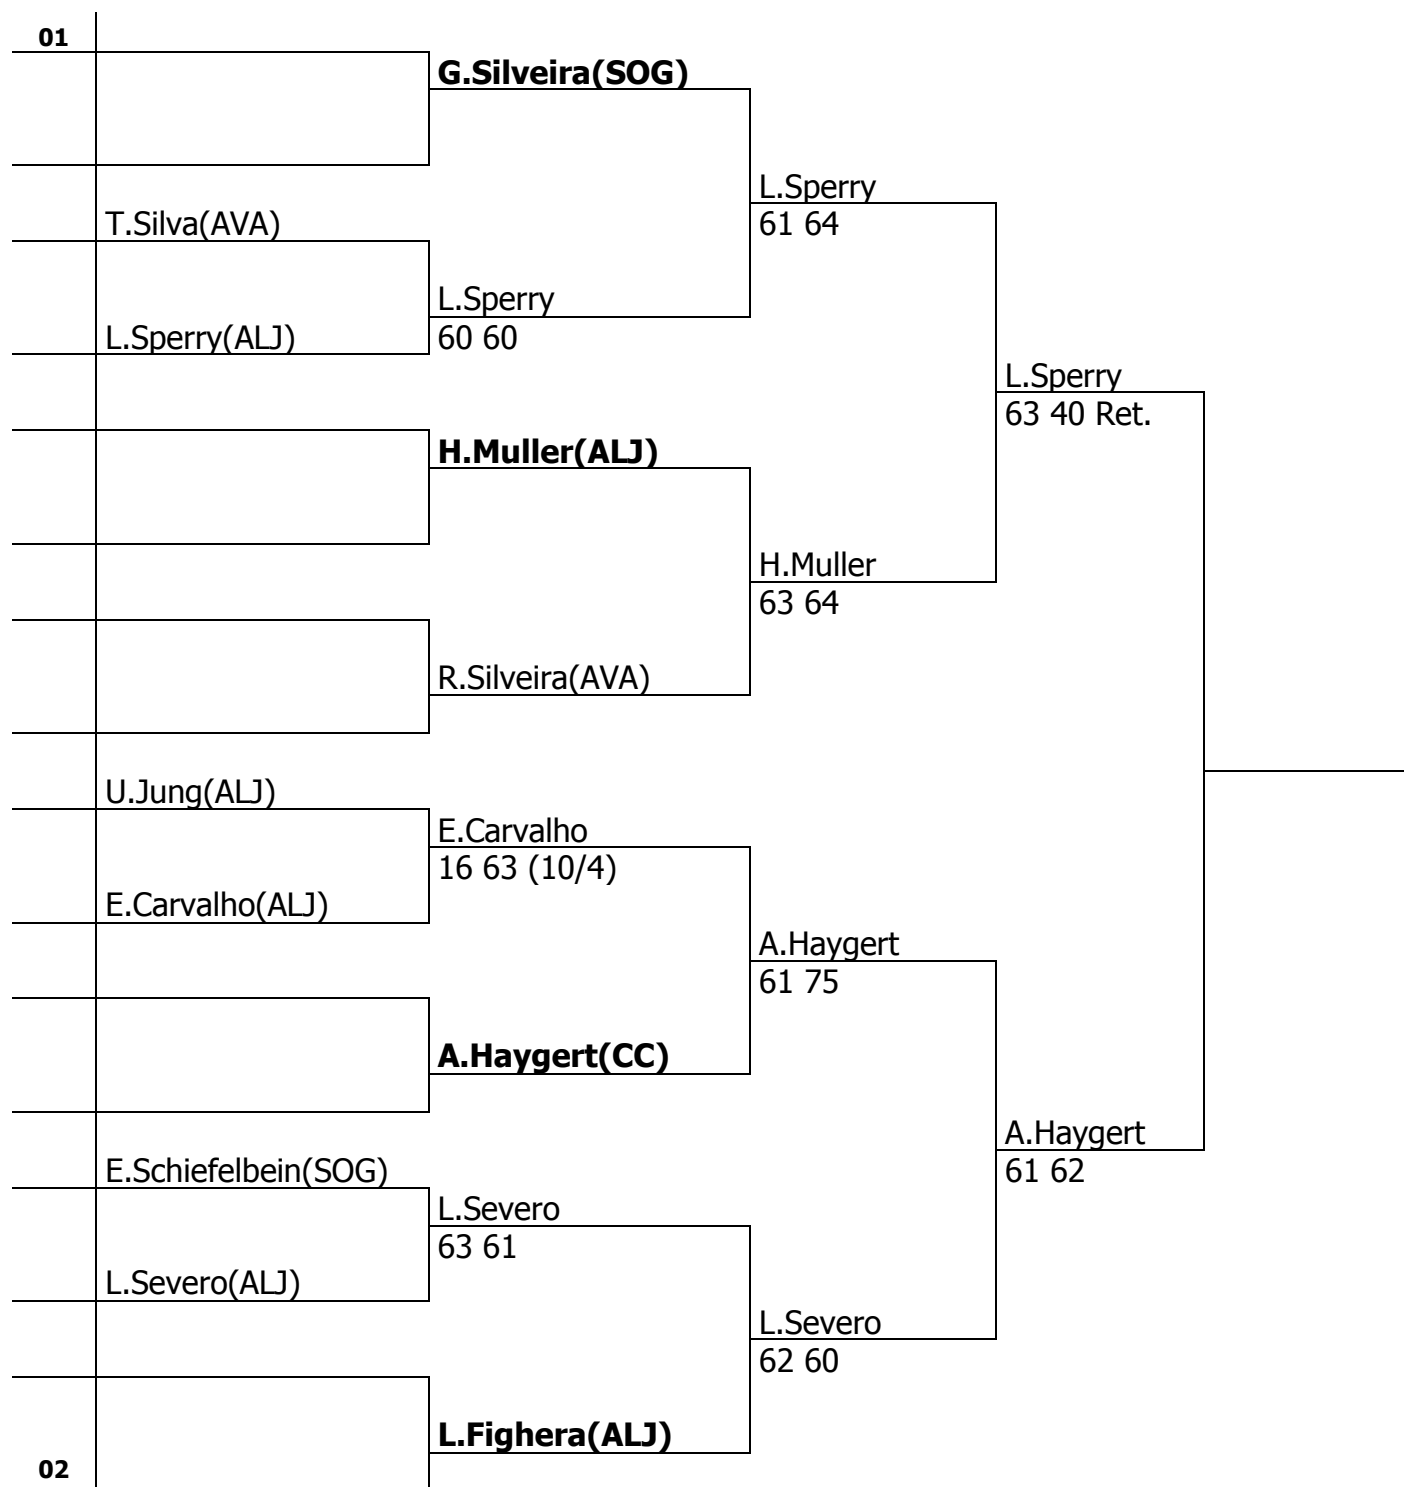 01
G.Silveira(SOG)
L.Sperry
61 64
T.Silva(AVA)
L.Sperry
60 60
L.Sperry(ALJ)
L.Sperry
63 40 Ret.
H.Muller(ALJ)
H.Muller
63 64
R.Silveira(AVA)
U.Jung(ALJ)
E.Carvalho
16 63 (10/4)
E.Carvalho(ALJ)
A.Haygert
61 75
A.Haygert(CC)
A.Haygert
61 62
E.Schiefelbein(SOG)
L.Severo
63 61
L.Severo(ALJ)
L.Severo
62 60
L.Fighera(ALJ)
02